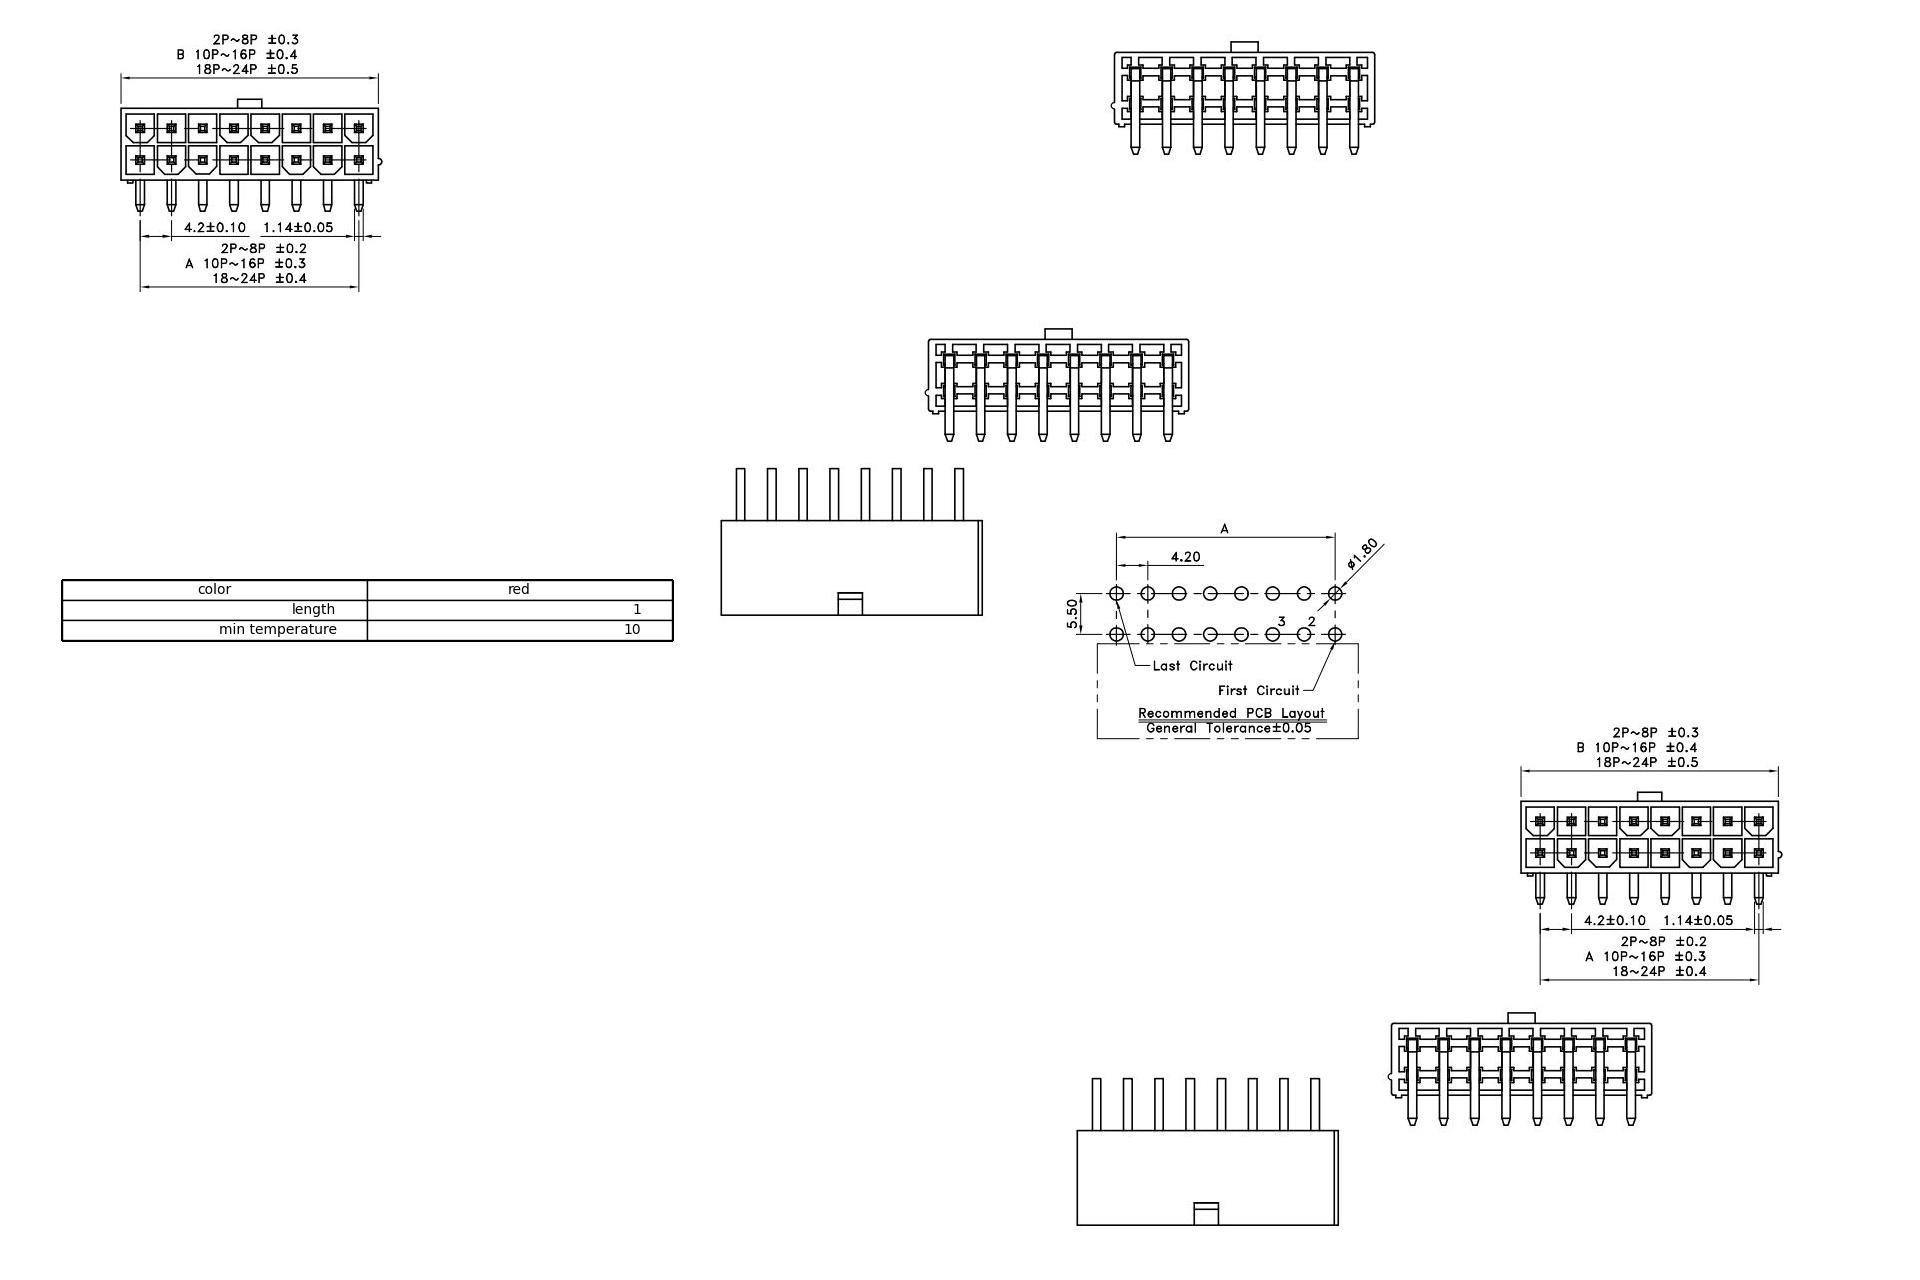 2P~8P ±0.3
B 10P~16P ±0.4
18P~24P ±0.5
4.2±0.10 1.14±0.05
2P~8P ±0.2
A 10P~16P ±0.3
18~24P ±0.4
color red
length 1
min temperature 10
A
4.20
ø1.80
5.50
3 2
Last Circuit
First Circuit
Recommended PCB Layout
General Tolerance±0.05
2P~8P ±0.3
B 10P~16P ±0.4
18P~24P ±0.5
4.2±0.10 1.14±0.05
2P~8P ±0.2
A 10P~16P ±0.3
18~24P ±0.4